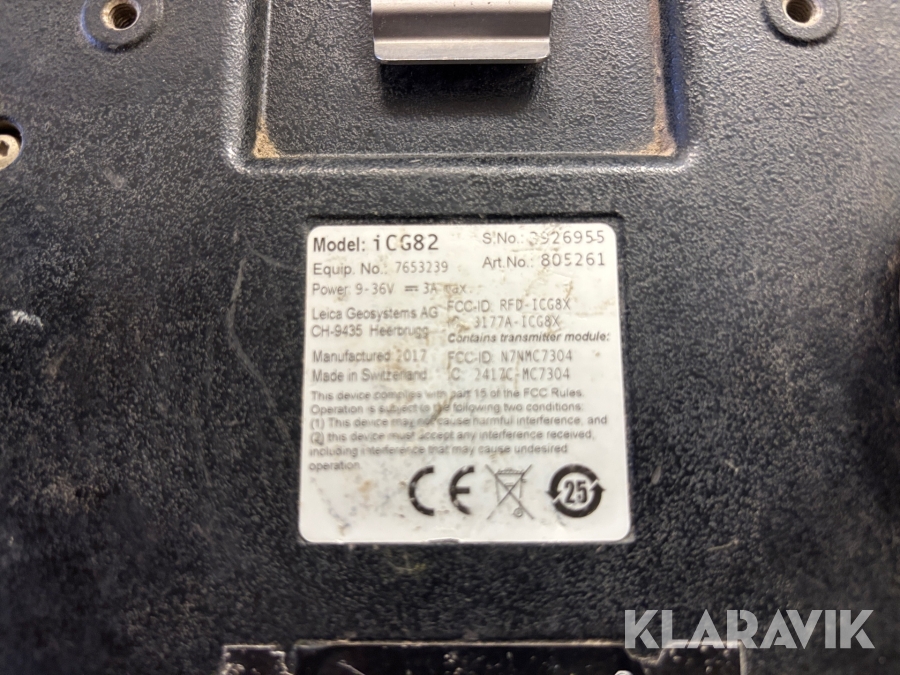 Model: iCG82
S.No.: 3926955
Equip. No.: 7653239
Art.No.: 805261
Power 9-36V ⎓ 3A max.
Leica Geosystems AG
FCC-ID: RFD-ICG8X
CH-9435 Heerbrugg
IC: 3177A-ICG8X
Contains transmitter module:
Manufactured 2017
FCC-ID: N7NMC7304
Made in Switzerland
IC: 2417C-MC7304
This device complies with part 15 of the FCC Rules.
Operation is subject to the following two conditions:
(1) This device may not cause harmful interference, and
(2) this device must accept any interference received,
including interference that may cause undesired
operation.
CE
25
KLARAVIK